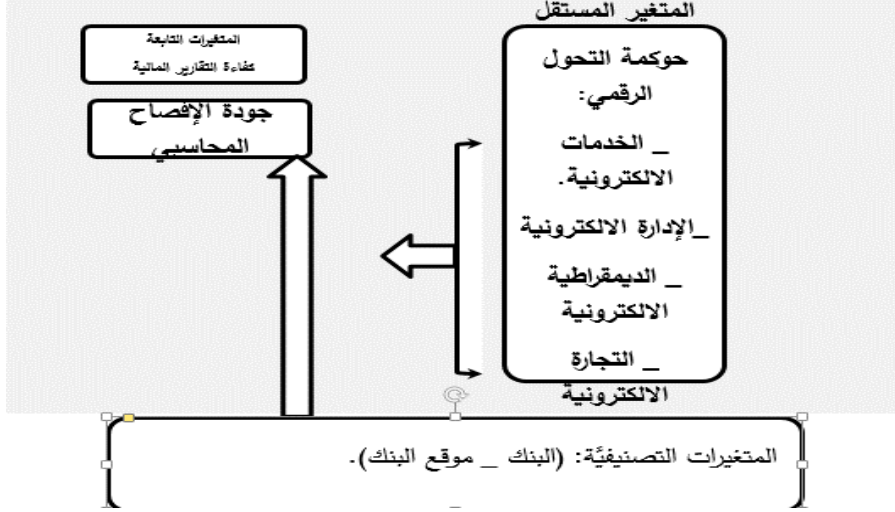 المتغير المستقل
حوكمة التحول
الرقمي:
_ الخدمات
الالكترونية.
_الإدارة الالكترونية
_ الديمقراطية
الالكترونية
_ التجارة
الالكترونية
المتغيرات التابعة
كفاءة التقارير المالية
جودة الإفصاح
المحاسبي
المتغيرات التصنيفيَّة: (البنك _ موقع البنك).